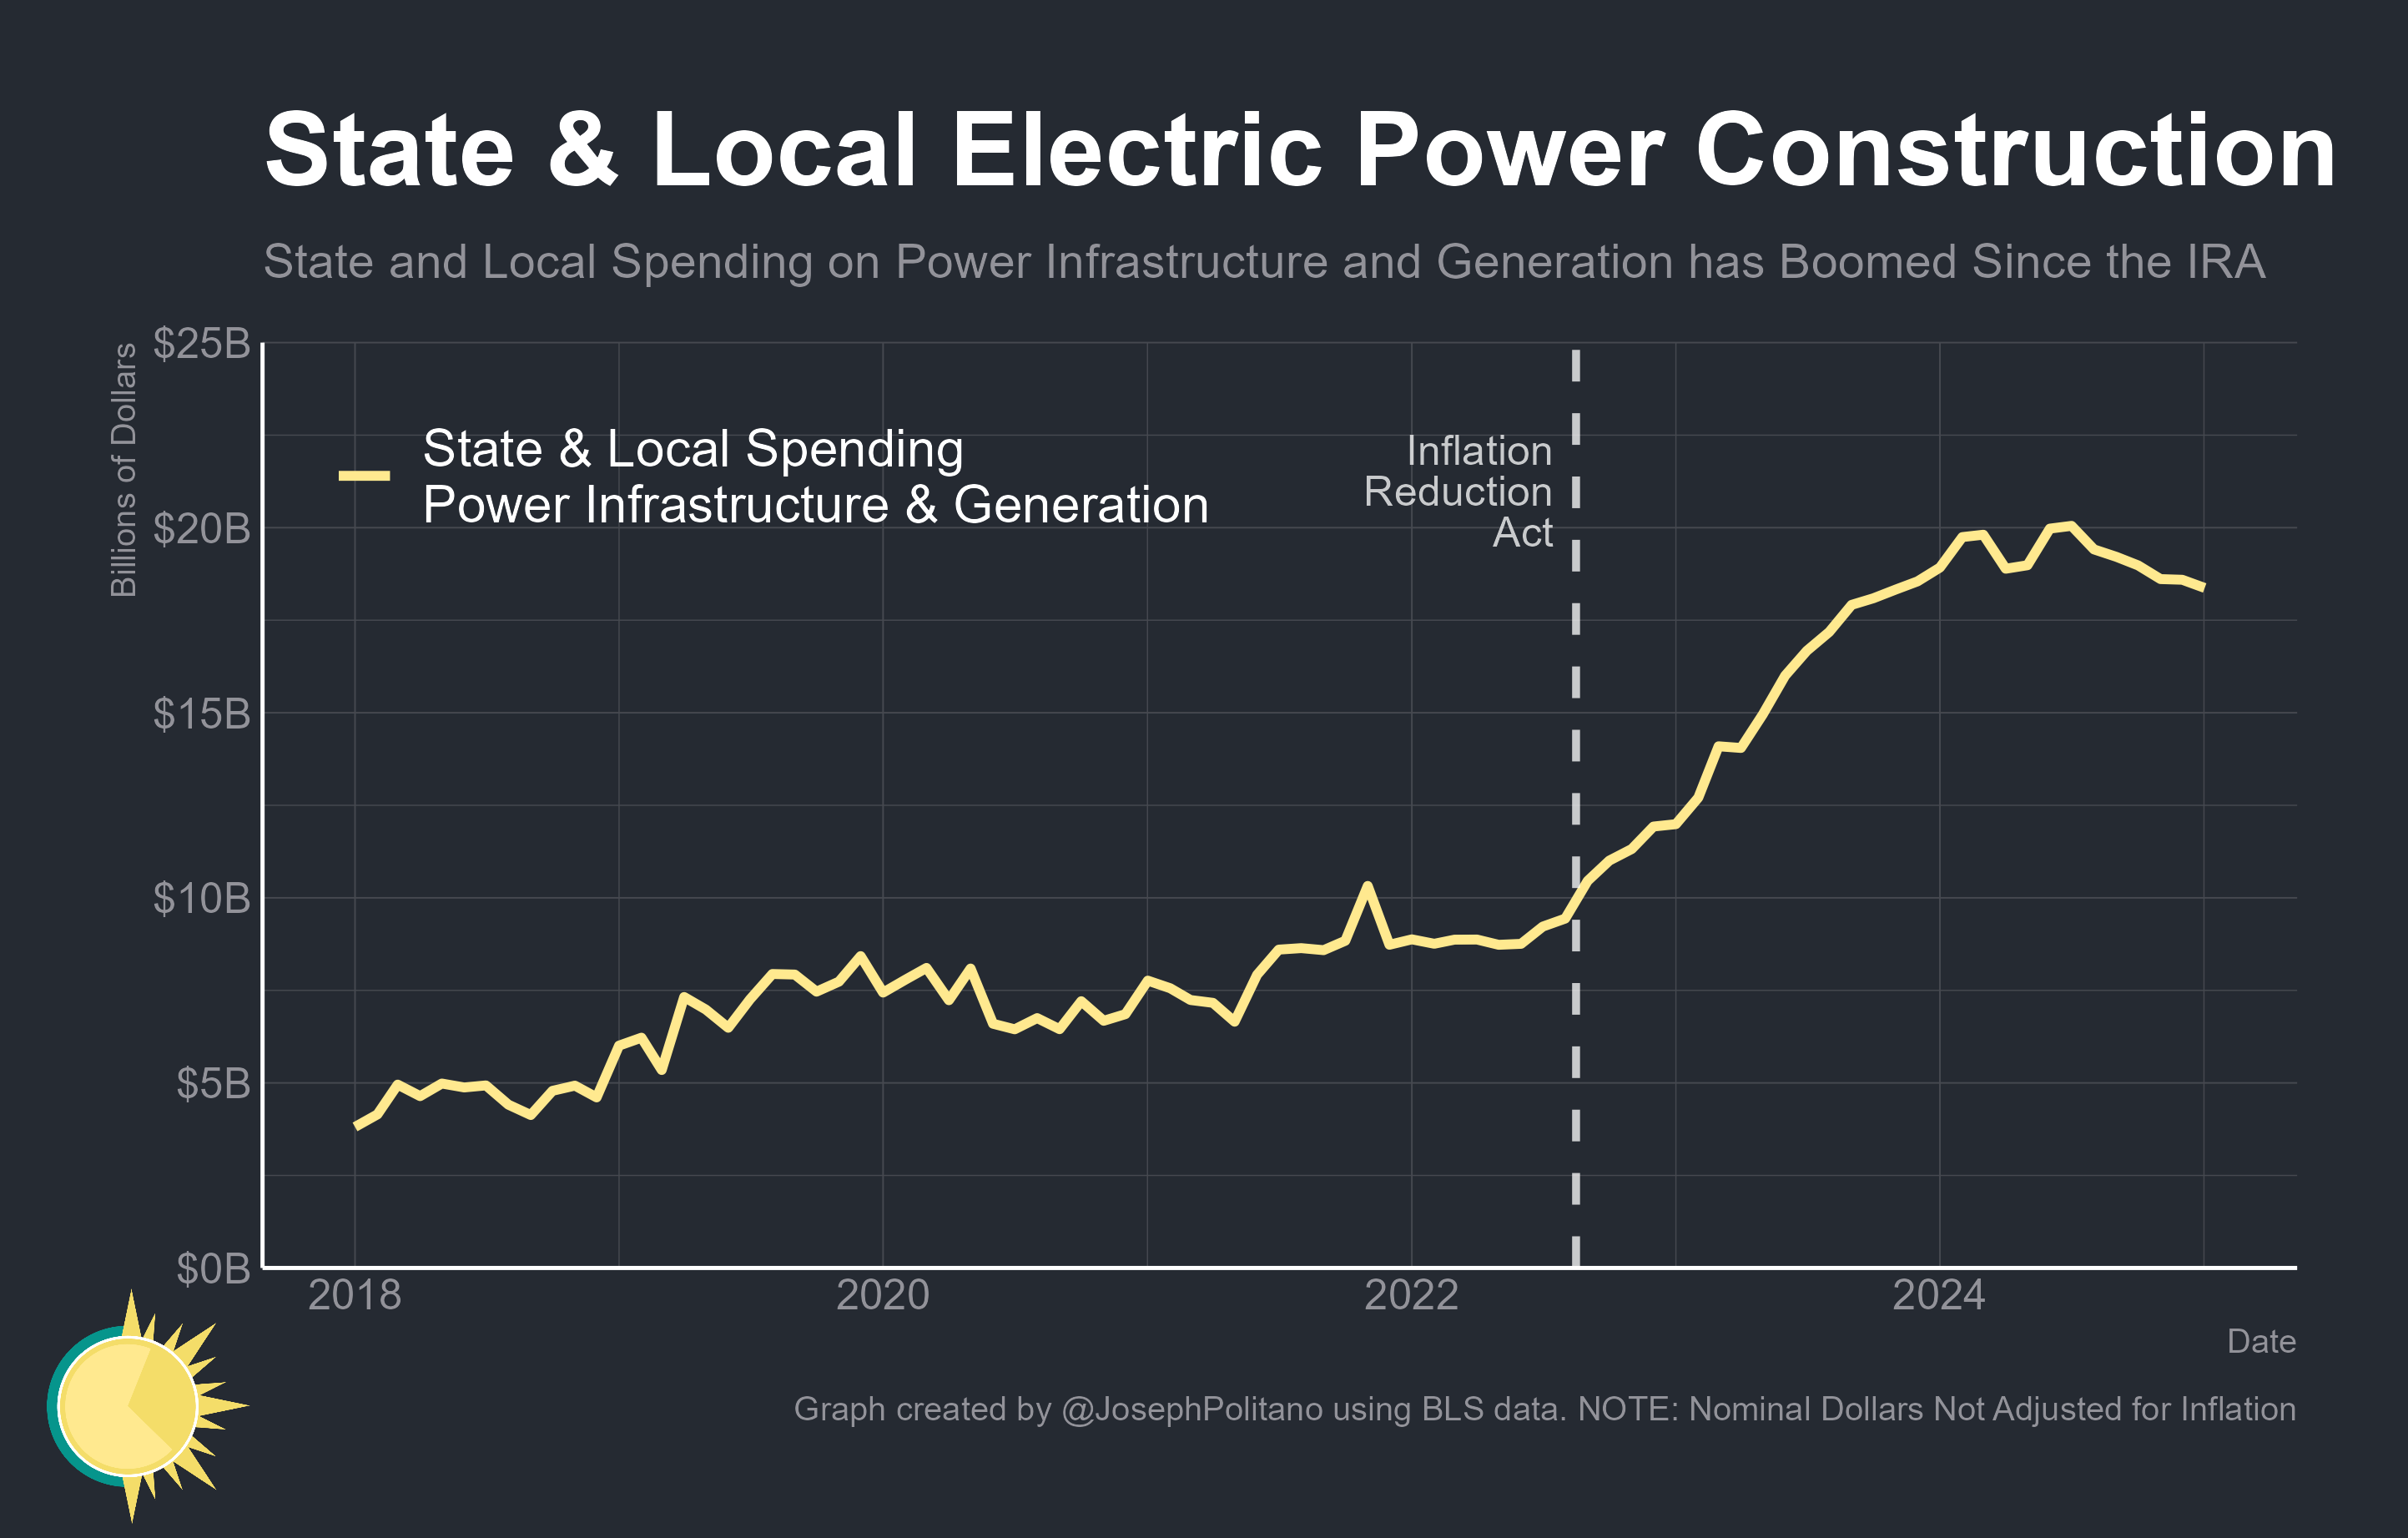 State & Local Electric Power Construction
State and Local Spending on Power Infrastructure and Generation has Boomed Since the IRA
Billions of Dollars
$25B
$20B
$15B
$10B
$5B
$0B
State & Local Spending
Power Infrastructure & Generation
Inflation
Reduction
Act
2018
2020
2022
2024
Date
Graph created by @JosephPolitano using BLS data. NOTE: Nominal Dollars Not Adjusted for Inflation